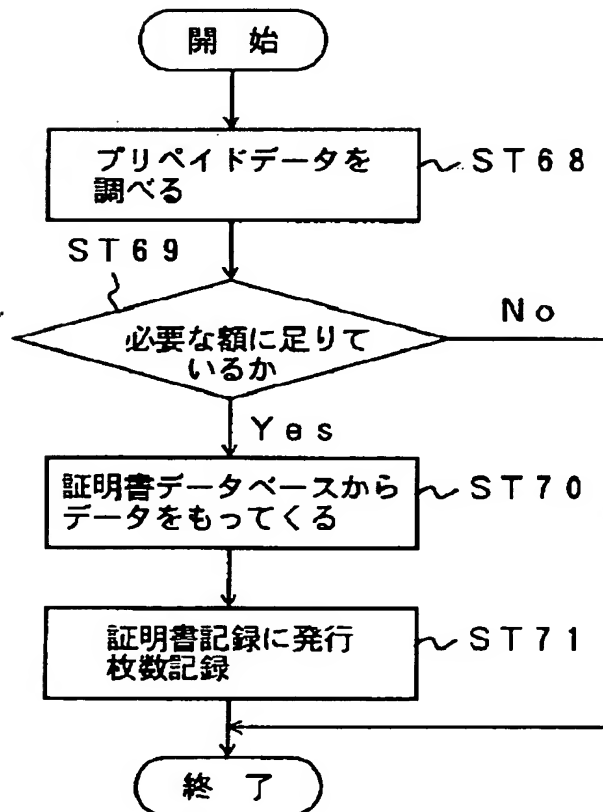 開始
プリペイドデータを
調べる
ST68
ST69
必要な額に足りて
いるか
No
Yes
証明書データベースから
データをもってくる
ST70
証明書記録に発行
枚数記録
ST71
終了